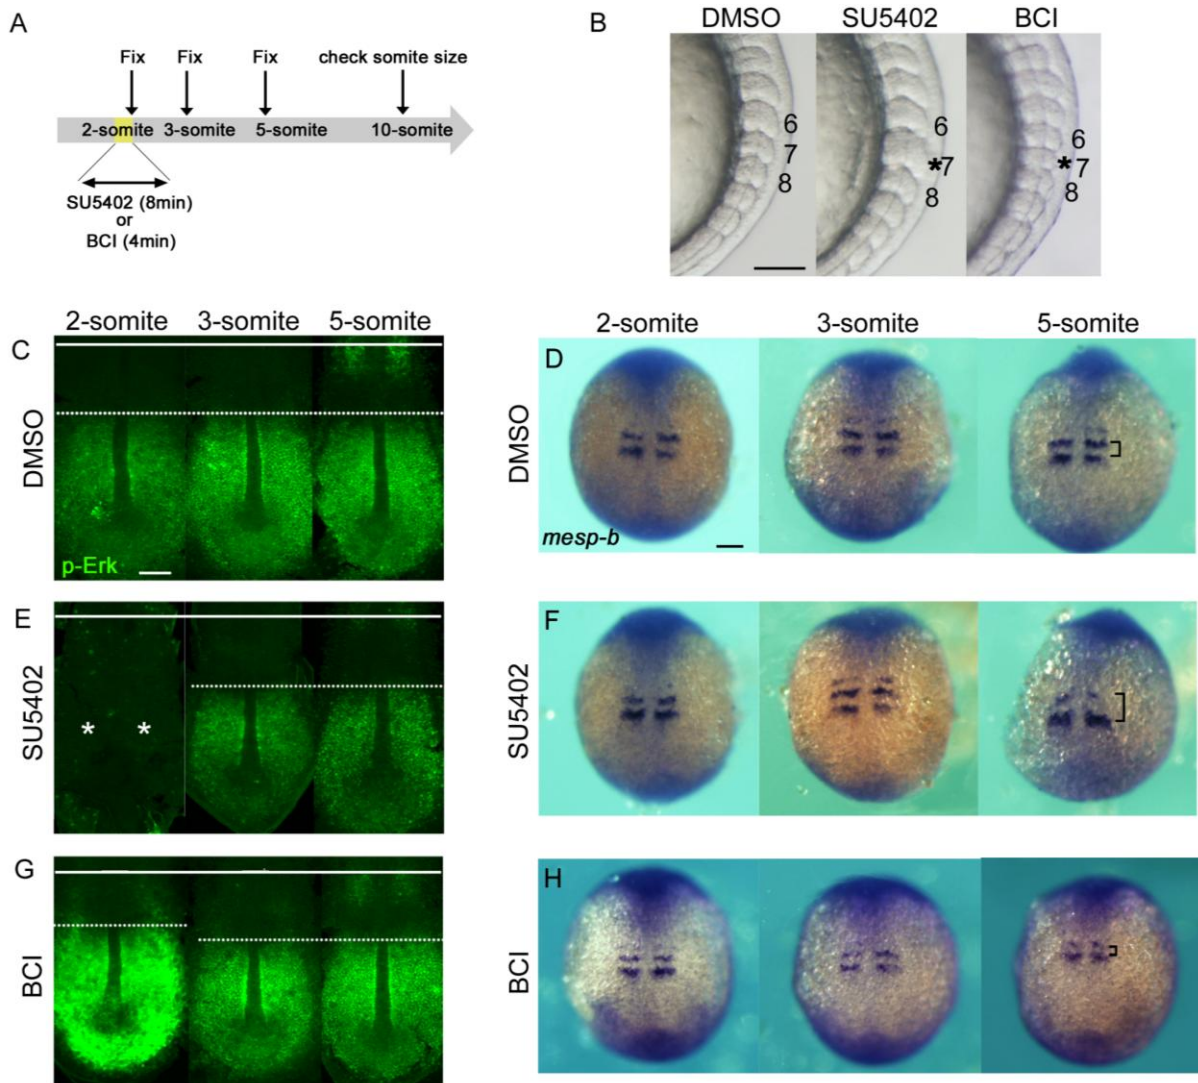 A
Fix Fix Fix check somite size
2-somite 3-somite 5-somite 10-somite
SU5402 (8min)
or
BCI (4min)
B
DMSO SU5402 BCI
6
7
8
6
*7
8
6
*7
8
2-somite 3-somite 5-somite
C
DMSO
p-Erk
2-somite 3-somite 5-somite
D
DMSO
mesp-b
E
SU5402
* *
F
SU5402
G
BCI
H
BCI